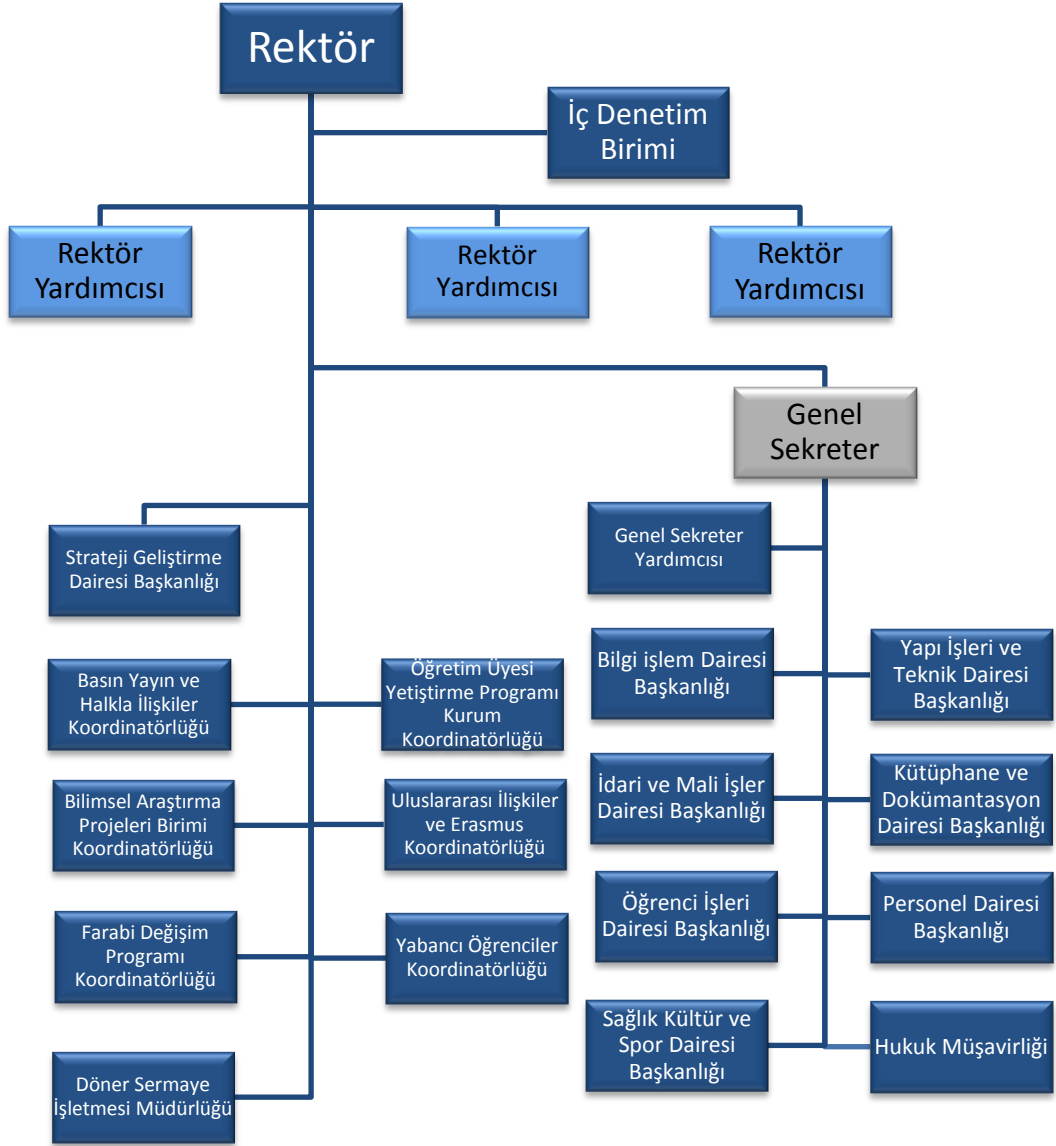 Rektör
İç Denetim
Birimi
Rektör
Yardımcısı
Rektör
Yardımcısı
Rektör
Yardımcısı
Genel
Sekreter
Strateji Geliştirme
Dairesi Başkanlığı
Genel Sekreter
Yardımcısı
Basın Yayın ve
Halkla İlişkiler
Koordinatörlüğü
Öğretim Üyesi
Yetiştirme Programı
Kurum
Koordinatörlüğü
Bilgi işlem Dairesi
Başkanlığı
Yapı İşleri ve
Teknik Dairesi
Başkanlığı
Bilimsel Araştırma
Projeleri Birimi
Koordinatörlüğü
Uluslararası İlişkiler
ve Erasmus
Koordinatörlüğü
İdari ve Mali İşler
Dairesi Başkanlığı
Kütüphane ve
Dokümantasyon
Dairesi Başkanlığı
Farabi Değişim
Programı
Koordinatörlüğü
Yabancı Öğrenciler
Koordinatörlüğü
Öğrenci İşleri
Dairesi Başkanlığı
Personel Dairesi
Başkanlığı
Döner Sermaye
İşletmesi Müdürlüğü
Sağlık Kültür ve
Spor Dairesi
Başkanlığı
Hukuk Müşavirliği